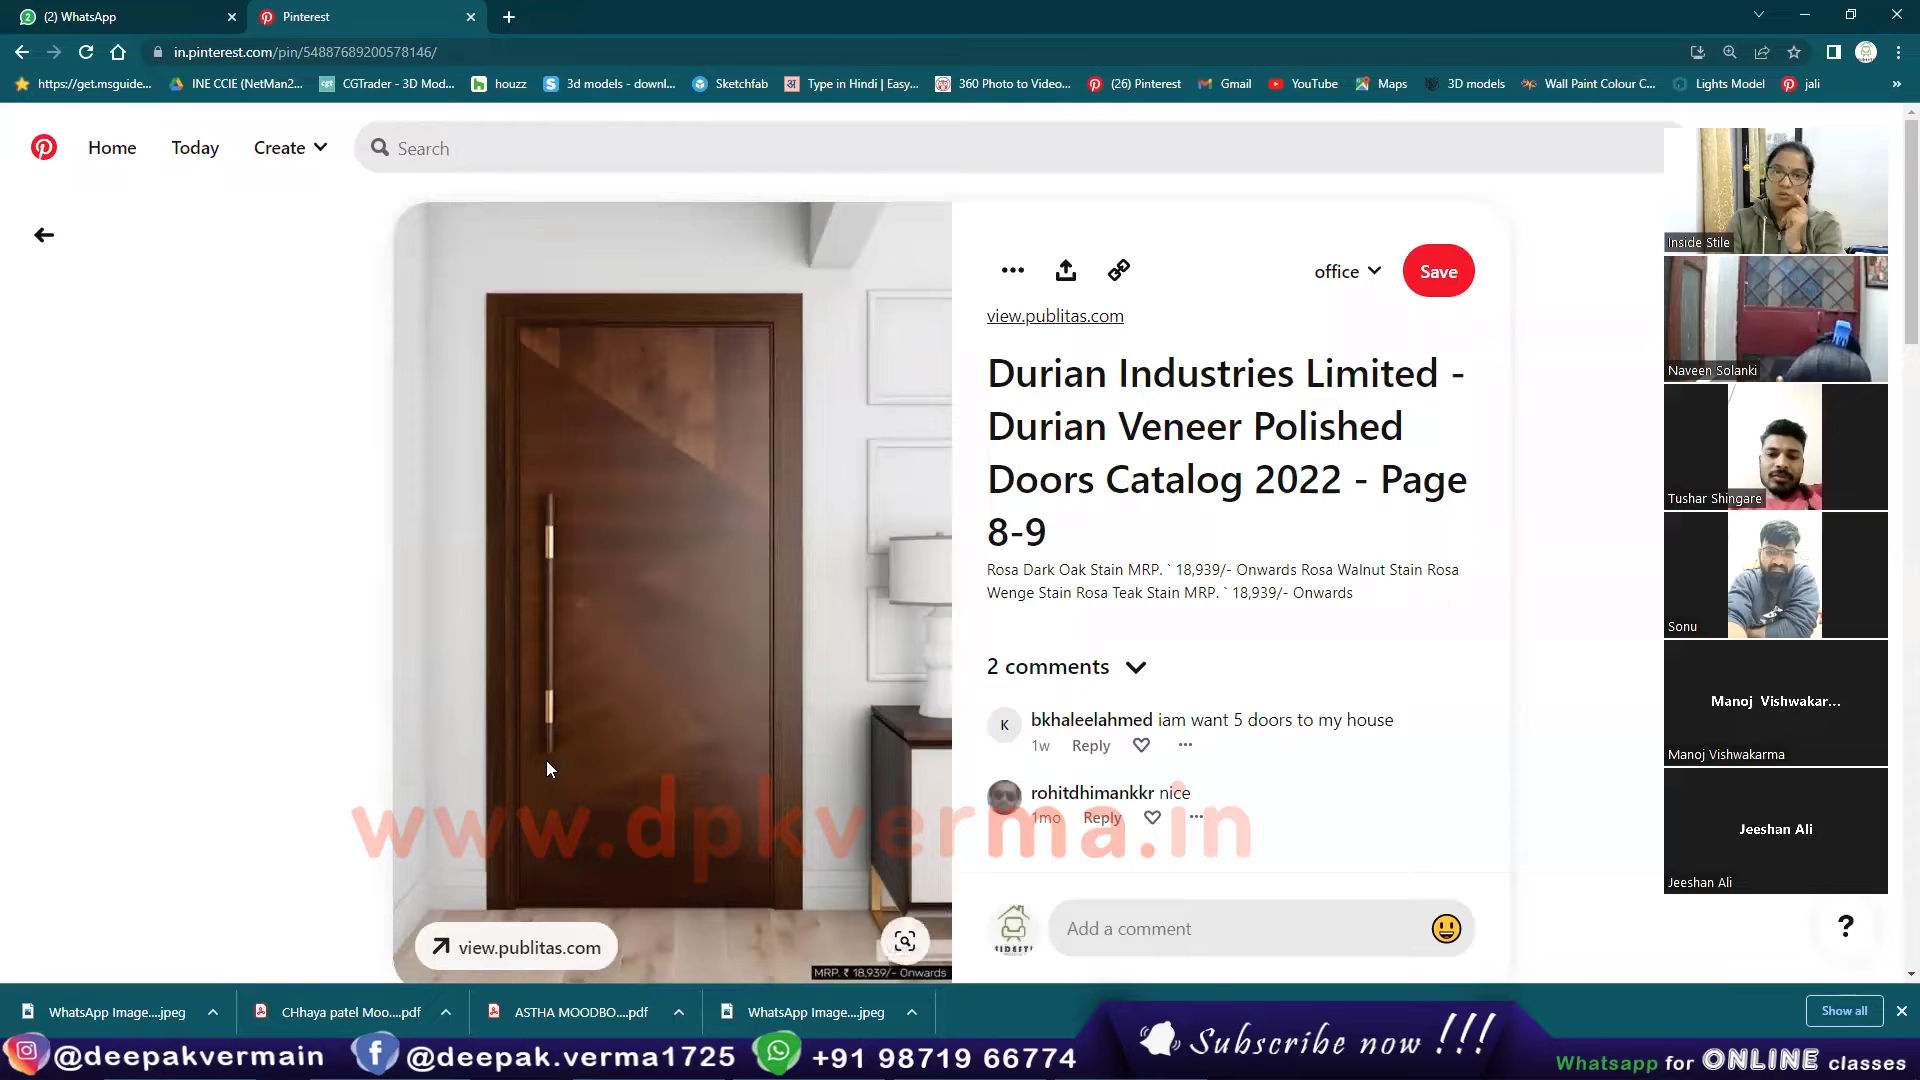 (2) WhatsApp
Pinterest
in.pinterest.com/pin/54887689200578146/
https://get.msguide...
INE CCIE (NetMan2...
CGTrader - 3D Mod...
houzz
3d models - downl...
Sketchfab
Type in Hindi | Easy...
360 Photo to Video...
(26) Pinterest
Gmail
YouTube
Maps
3D models
Wall Paint Colour C...
Lights Model
jali
Home
Today
Create
Search
office
Save
view.publitas.com
Durian Industries Limited -
Durian Veneer Polished
Doors Catalog 2022 - Page
8-9
Rosa Dark Oak Stain MRP. ` 18,939/- Onwards Rosa Walnut Stain Rosa
Wenge Stain Rosa Teak Stain MRP. ` 18,939/- Onwards
2 comments
K
bkhaleelahmed iam want 5 doors to my house
1w Reply
rohitdhimankkr nice
1mo Reply
www.dpkverma.in
Add a comment
view.publitas.com
MRP. ₹ 18,939/- Onwards
Inside Stile
Naveen Solanki
Tushar Shingare
Sonu
Manoj Vishwakar...
Manoj Vishwakarma
Jeeshan Ali
Jeeshan Ali
?
WhatsApp Image....jpeg
CHhaya patel Moo....pdf
ASTHA MOODBO....pdf
WhatsApp Image....jpeg
Show all
@deepakvermain
@deepak.verma1725
+91 98719 66774
Subscribe now !!!
Whatsapp for ONLINE classes